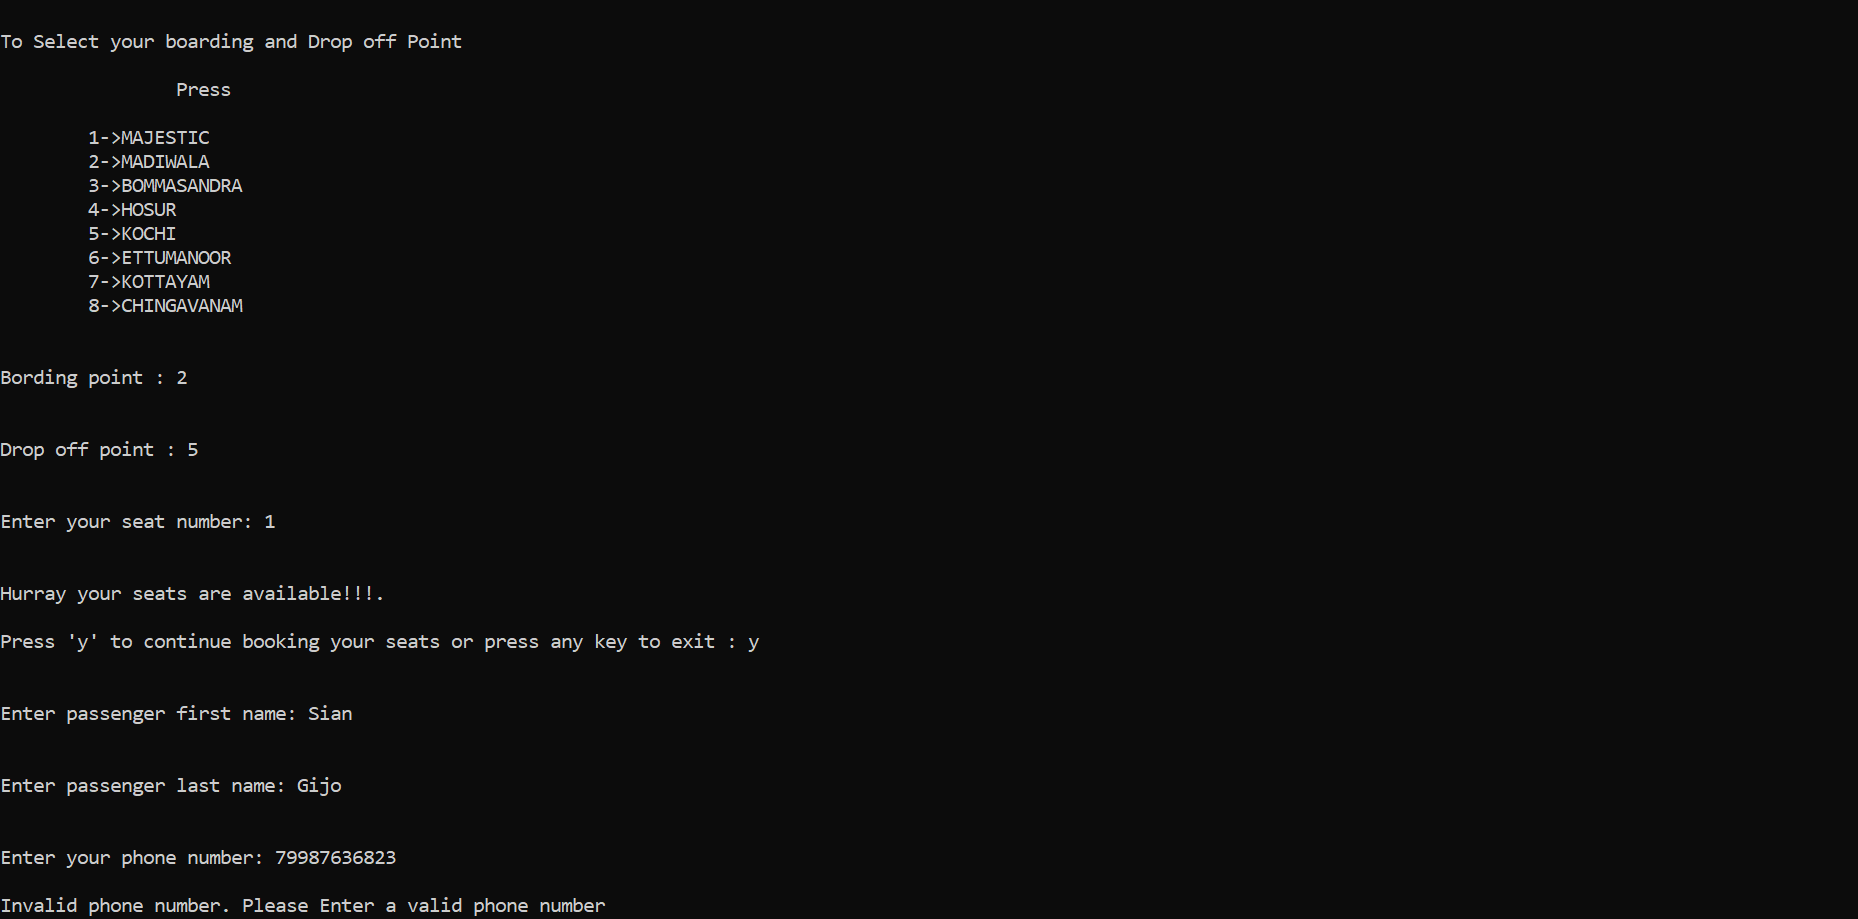 To Select your boarding and Drop off Point
Press
1->MAJESTIC
2->MADIWALA
3->BOMMASANDRA
4->HOSUR
5->KOCHI
6->ETTUMANOOR
7->KOTTAYAM
8->CHINGAVANAM
Bording point : 2
Drop off point : 5
Enter your seat number: 1
Hurray your seats are available!!!.
Press 'y' to continue booking your seats or press any key to exit : y
Enter passenger first name: Sian
Enter passenger last name: Gijo
Enter your phone number: 79987636823
Invalid phone number. Please Enter a valid phone number